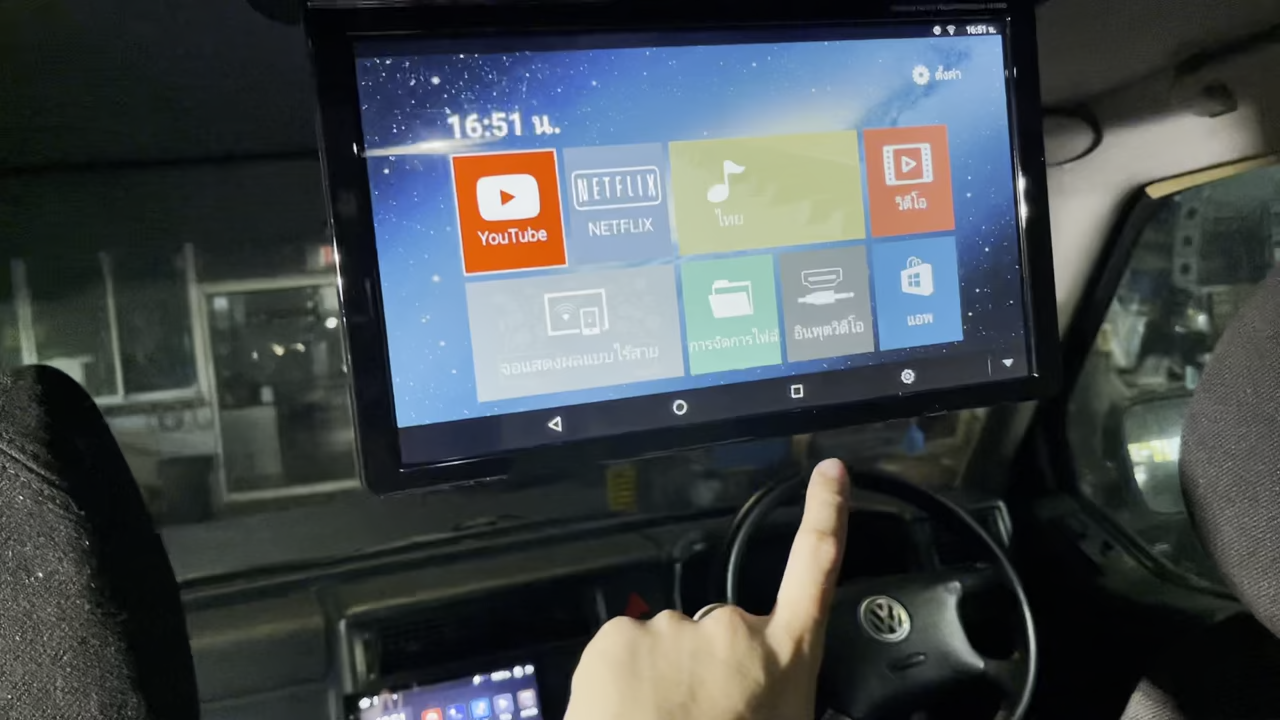 16:51 น.
ตั้งค่า
16:51 น.
YouTube
NETFLIX
NETFLIX
ไทย
วิดีโอ
จอแสดงผลแบบไร้สาย
การจัดการไฟล์
อินพุตวิดีโอ
แอพ